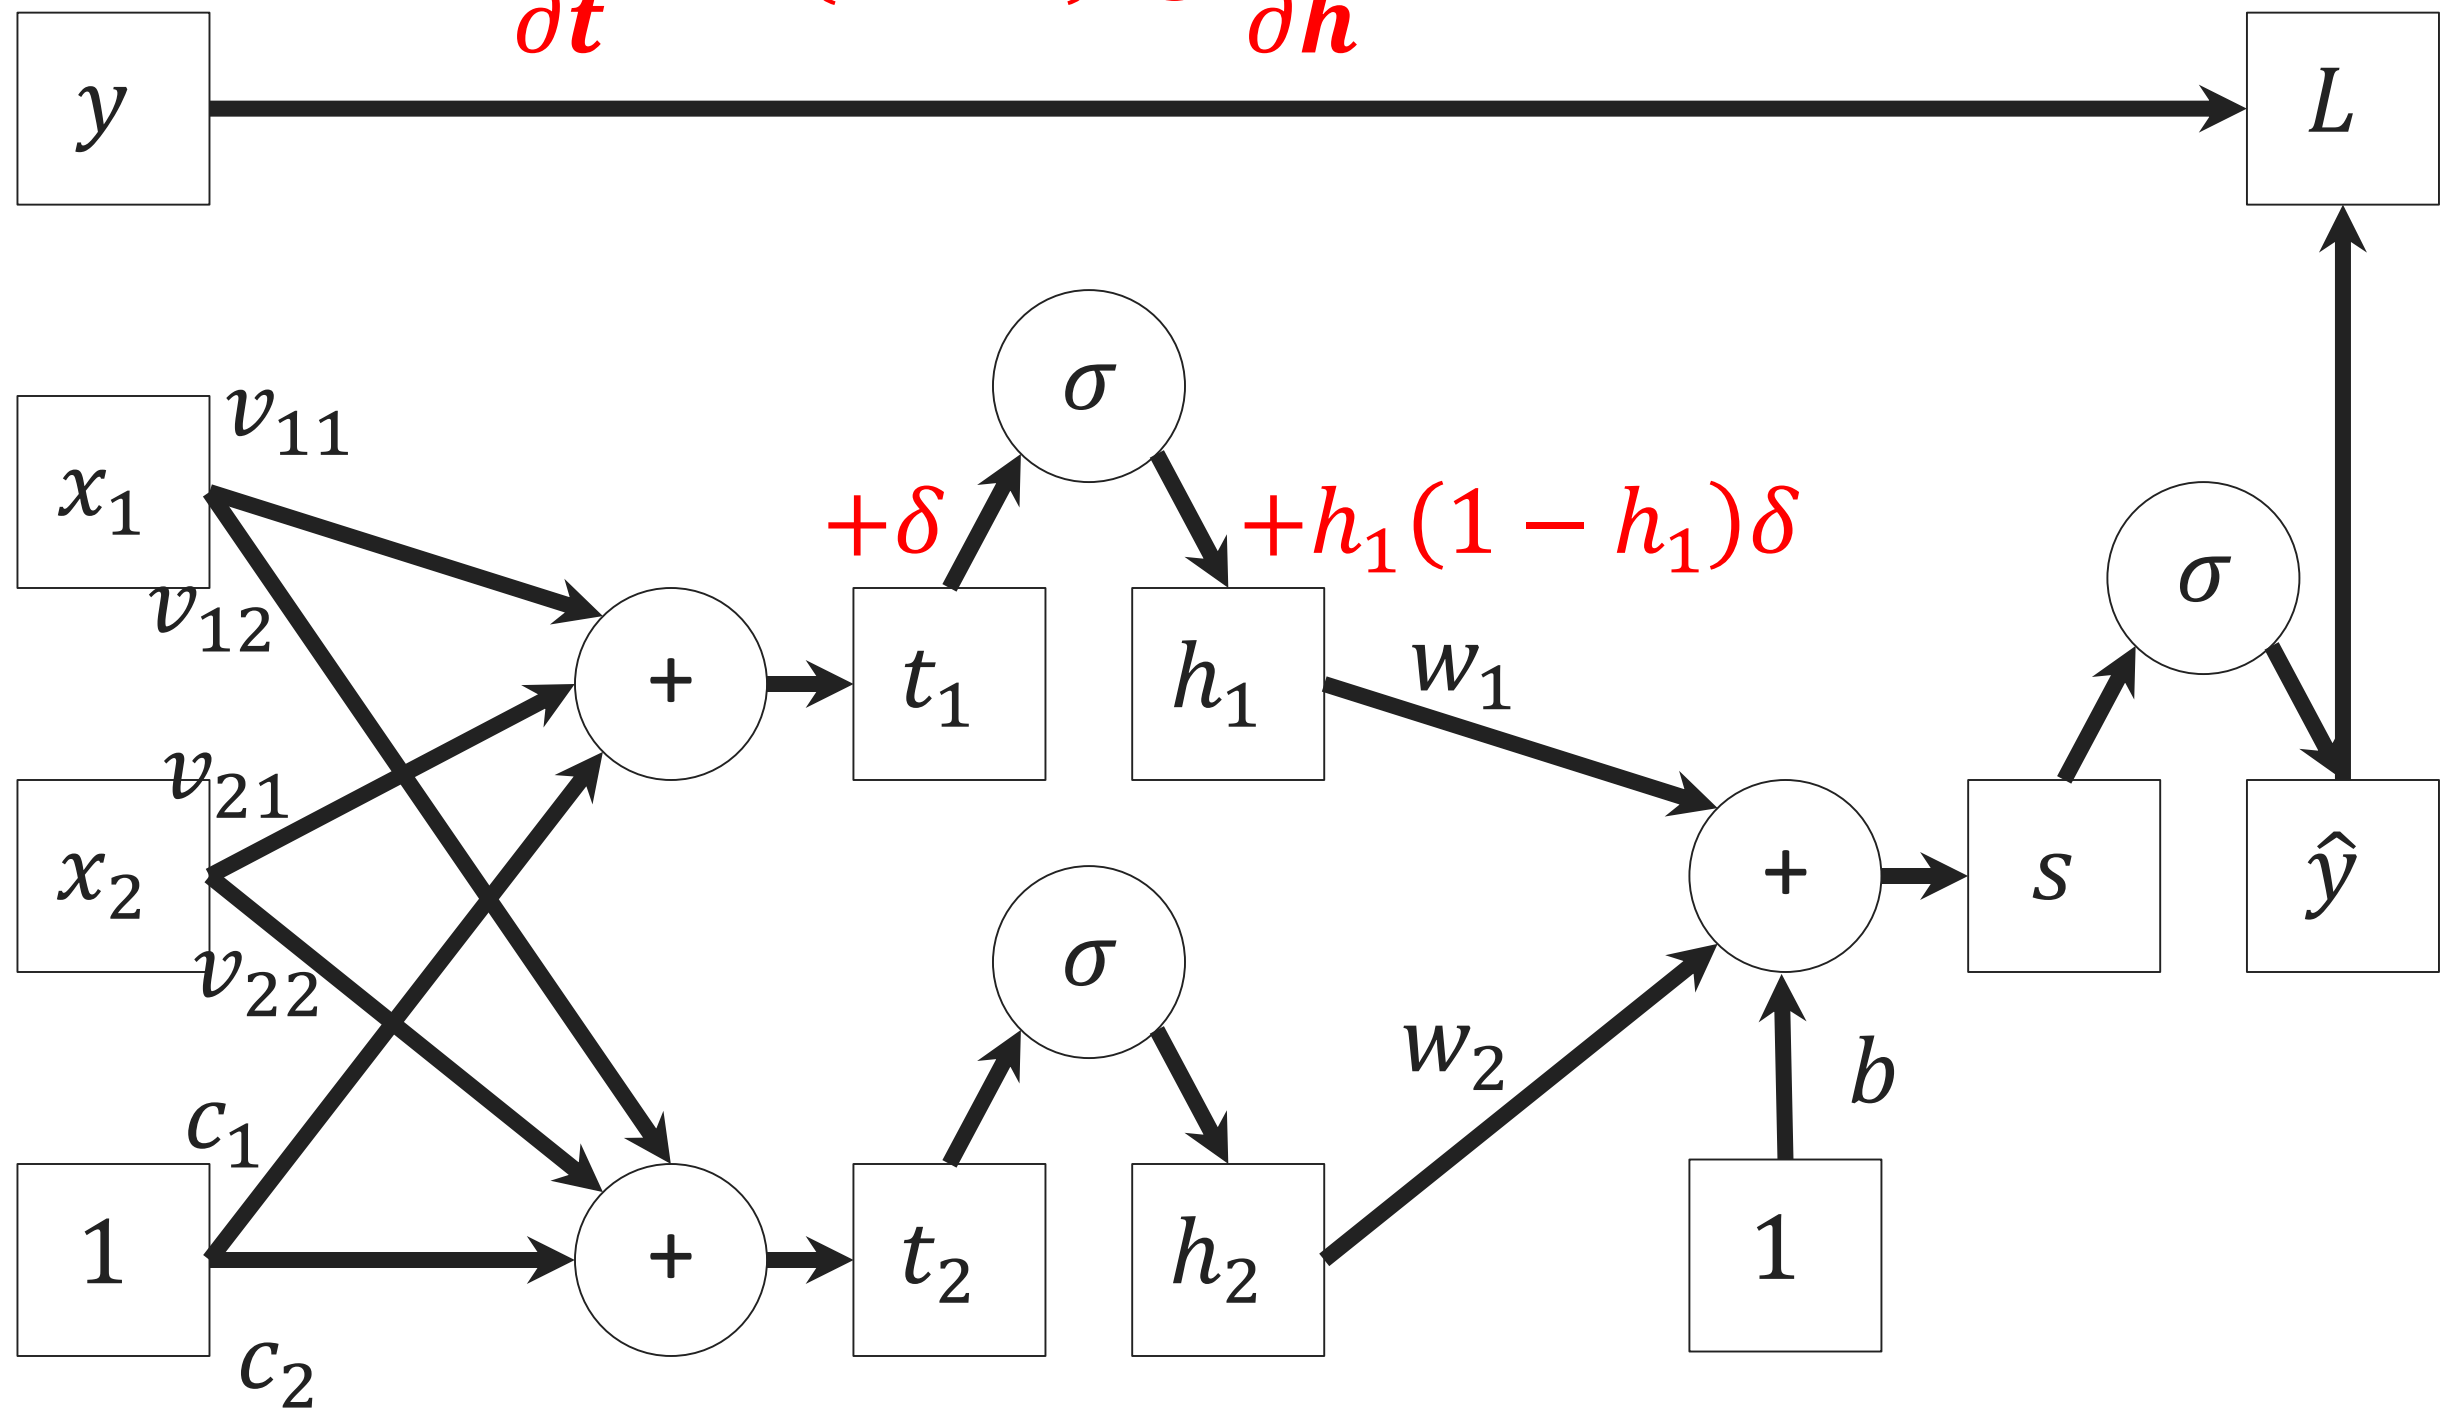 ∂t ∂h
y L
σ
v₁₁
x₁ +δ +h₁(1 − h₁)δ
σ
v₁₂
+ t₁ h₁ w₁
v₂₁
x₂ + s ŷ
σ
v₂₂
w₂ b
c₁
1 + t₂ h₂ 1
c₂